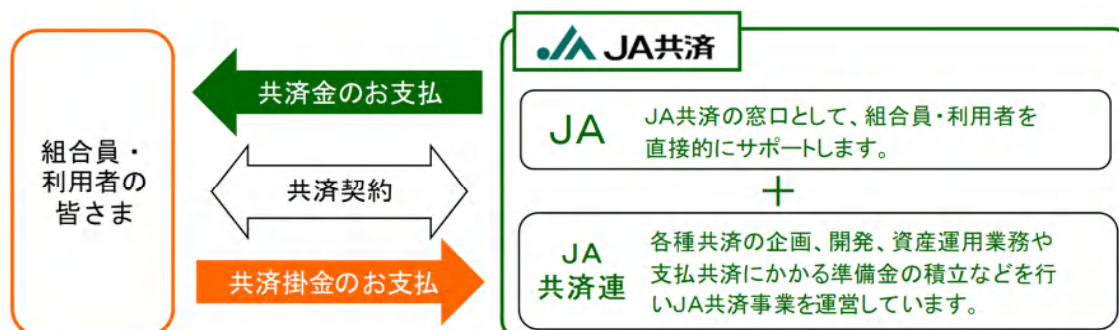 組合員・
利用者の
皆さま
共済金のお支払
共済契約
共済掛金のお支払
JA共済
JA
JA共済の窓口として、組合員・利用者を
直接的にサポートします。
+
JA
共済連
各種共済の企画、開発、資産運用業務や
支払共済にかかる準備金の積立などを行
いJA共済事業を運営しています。